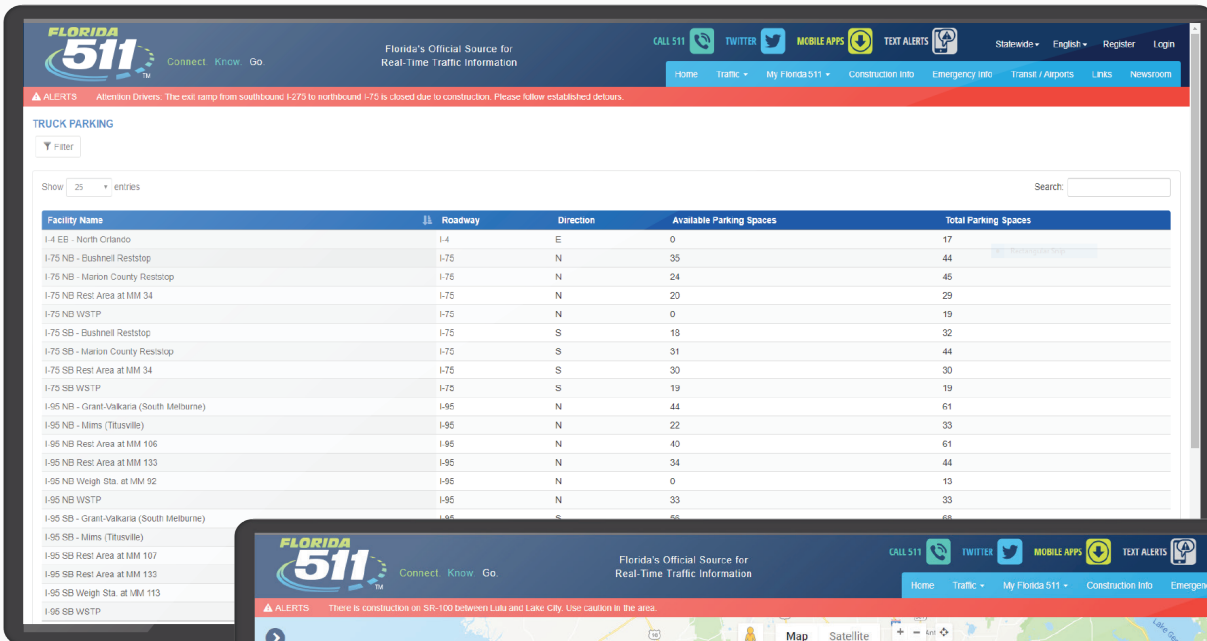 FLORIDA
511
TM
Connect. Know. Go.
Florida's Official Source for
Real-Time Traffic Information
CALL 511 TWITTER MOBILE APPS TEXT ALERTS
Statewide English Register Login
Home Traffic My Florida 511 Construction Info Emergency Info Transit / Airports Links Newsroom
ALERTS Attention Drivers: The exit ramp from southbound I-275 to northbound I-75 is closed due to construction. Please follow established detours.
TRUCK PARKING
Filter
Show 25 entries Search:
Facility Name Roadway Direction Available Parking Spaces Total Parking Spaces
I-4 EB - North Orlando I-4 E 0 17
I-75 NB - Bushnell Reststop I-75 N 35 44
I-75 NB - Marion County Reststop I-75 N 24 45
I-75 NB Rest Area at MM 34 I-75 N 20 29
I-75 NB WSTP I-75 N 0 19
I-75 SB - Bushnell Reststop I-75 S 18 32
I-75 SB - Marion County Reststop I-75 S 31 44
I-75 SB Rest Area at MM 34 I-75 S 30 30
I-75 SB WSTP I-75 S 19 19
I-95 NB - Grant-Valkaria (South Melburne) I-95 N 44 61
I-95 NB - Mims (Titusville) I-95 N 22 33
I-95 NB Rest Area at MM 106 I-95 N 40 61
I-95 NB Rest Area at MM 133 I-95 N 34 44
I-95 NB Weigh Sta. at MM 92 I-95 N 0 13
I-95 NB WSTP I-95 N 33 33
I-95 SB - Grant-Valkaria (South Melburne) I-95 S 56 68
I-95 SB - Mims (Titusville)
I-95 SB Rest Area at MM 107
I-95 SB Rest Area at MM 133
I-95 SB Weigh Sta. at MM 113
I-95 SB WSTP
FLORIDA
511
TM
Connect. Know. Go.
Florida's Official Source for
Real-Time Traffic Information
CALL 511 TWITTER MOBILE APPS TEXT ALERTS
Home Traffic My Florida 511 Construction Info Emergenc
ALERTS There is construction on SR-100 between Lulu and Lake City. Use caution in the area.
Map Satellite